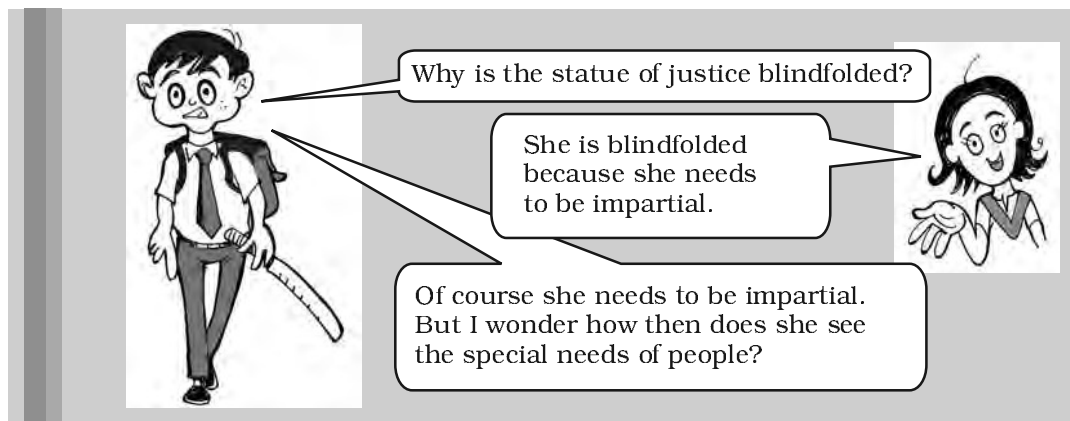 Why is the statue of justice blindfolded?
She is blindfolded
because she needs
to be impartial.
Of course she needs to be impartial.
But I wonder how then does she see
the special needs of people?